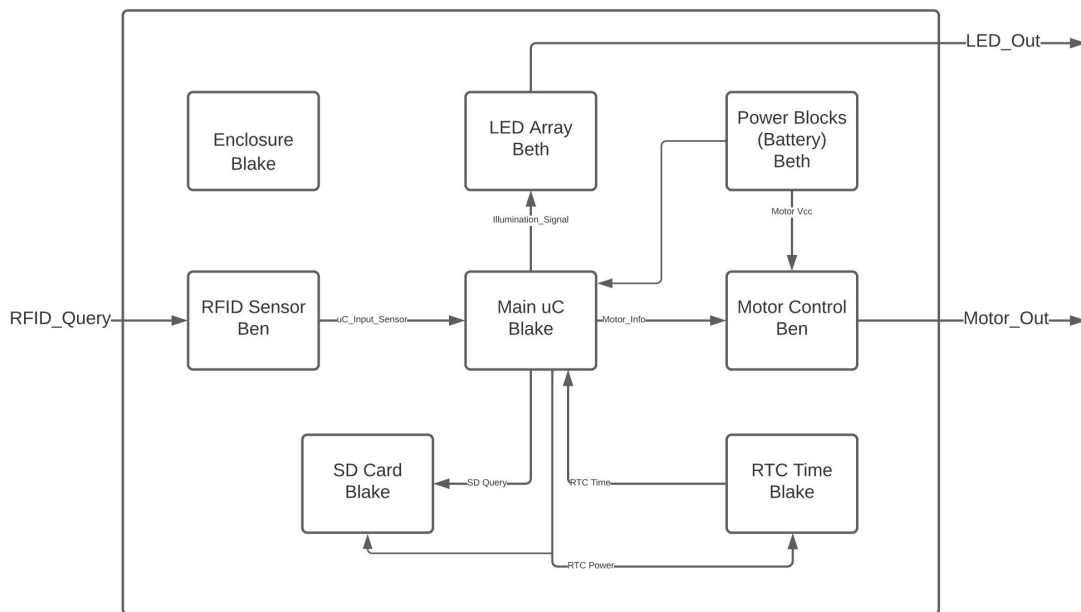 LED_Out
Enclosure
Blake
LED Array
Beth
Power Blocks
(Battery)
Beth
Illumination_Signal
Motor Vcc
RFID_Query
RFID Sensor
Ben
uC_Input_Sensor
Main uC
Blake
Motor_Info
Motor Control
Ben
Motor_Out
SD Card
Blake
SD Query
RTC Time
RTC Time
Blake
RTC Power